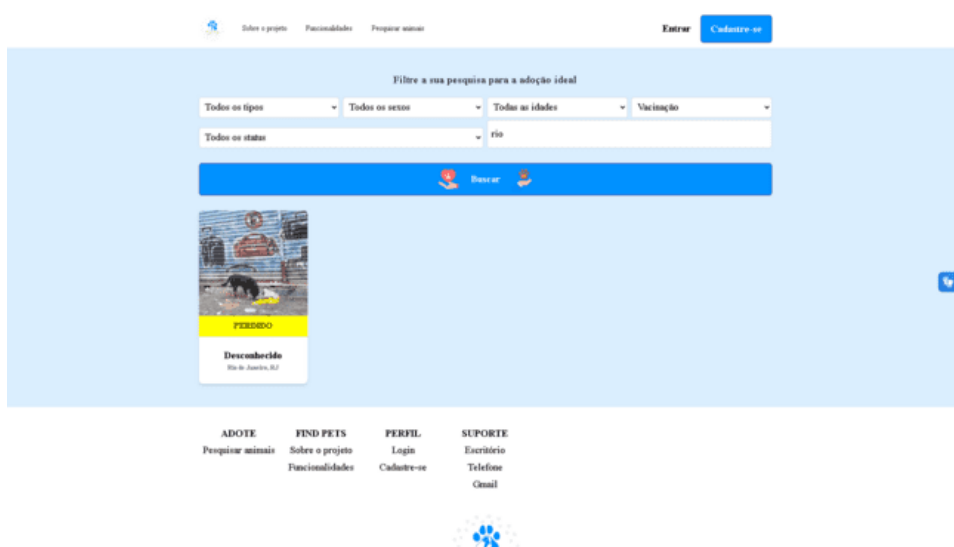 Sobre o projeto Funcionalidades Pesquisar animais Entrar Cadastre-se
Filtre a sua pesquisa para a adoção ideal
Todos os tipos Todos os sexos Todas as idades Vacinação
Todos os status rio
Buscar
PERDIDO
Desconhecido
Rio de Janeiro, RJ
ADOTE FIND PETS PERFIL SUPORTE
Pesquisar animais Sobre o projeto Login Escritório
Funcionalidades Cadastre-se Telefone
Gmail